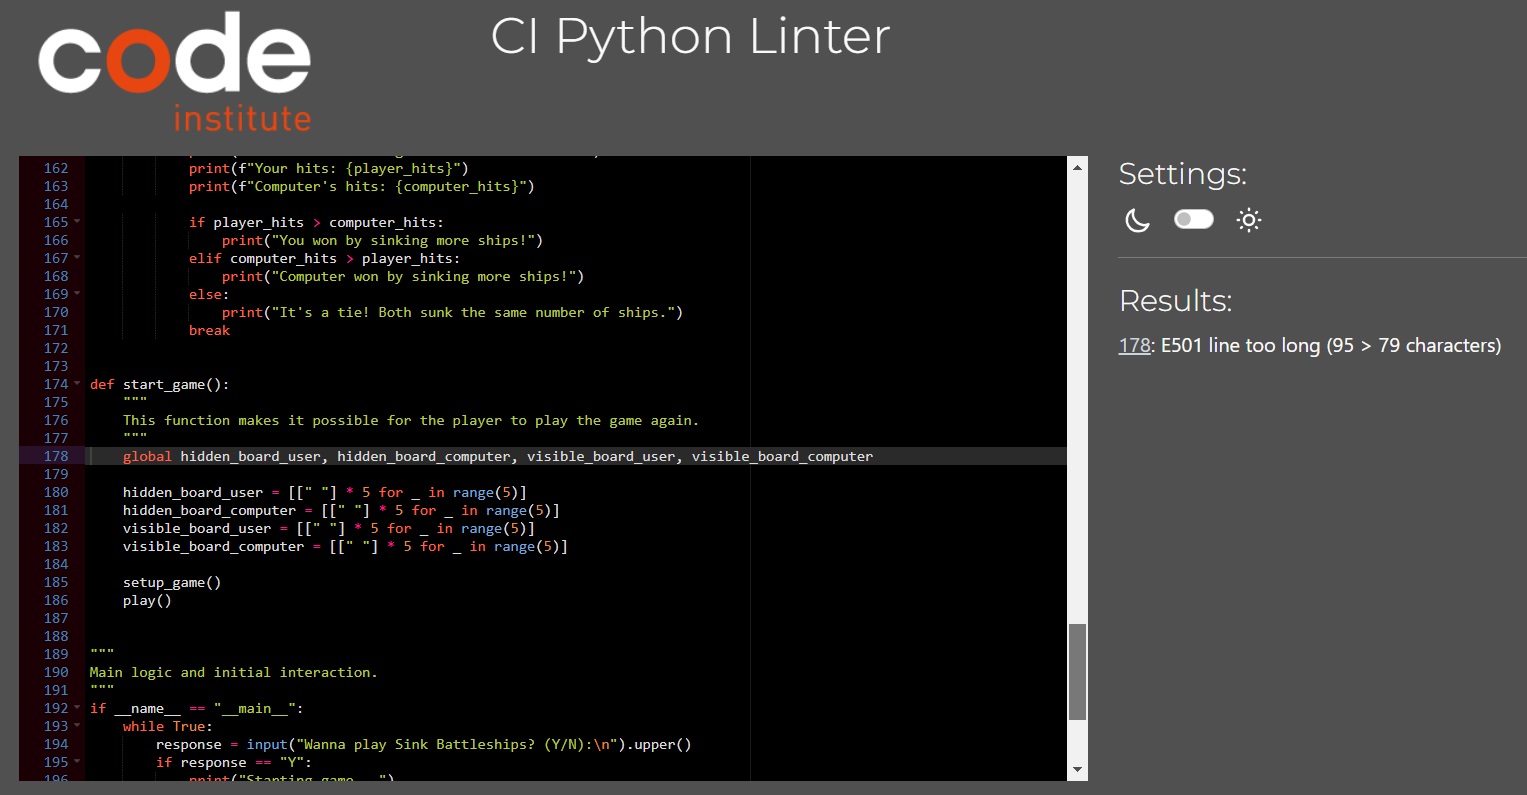 code
institute
CI Python Linter
162 print(f"Your hits: {player_hits}")
163 print(f"Computer's hits: {computer_hits}")
164
165 if player_hits > computer_hits:
166 print("You won by sinking more ships!")
167 elif computer_hits > player_hits:
168 print("Computer won by sinking more ships!")
169 else:
170 print("It's a tie! Both sunk the same number of ships.")
171 break
172
173
174 def start_game():
175 """
176 This function makes it possible for the player to play the game again.
177 """
178 global hidden_board_user, hidden_board_computer, visible_board_user, visible_board_computer
179
180 hidden_board_user = [[" "] * 5 for _ in range(5)]
181 hidden_board_computer = [[" "] * 5 for _ in range(5)]
182 visible_board_user = [[" "] * 5 for _ in range(5)]
183 visible_board_computer = [[" "] * 5 for _ in range(5)]
184
185 setup_game()
186 play()
187
188
189 """
190 Main logic and initial interaction.
191 """
192 if __name__ == "__main__":
193 while True:
194 response = input("Wanna play Sink Battleships? (Y/N):\n").upper()
195 if response == "Y":
196 print("Starting game...")
Settings:
Results:
178: E501 line too long (95 > 79 characters)